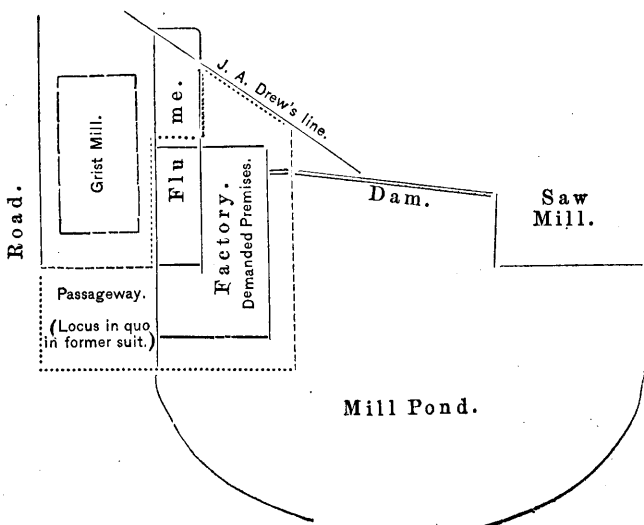 J. A. Drew's line.
Flume.
Grist Mill.
Road.
Factory.
Demanded Premises.
Dam.
Saw
Mill.
Passageway.
(Locus in quo
in former suit.)
Mill Pond.